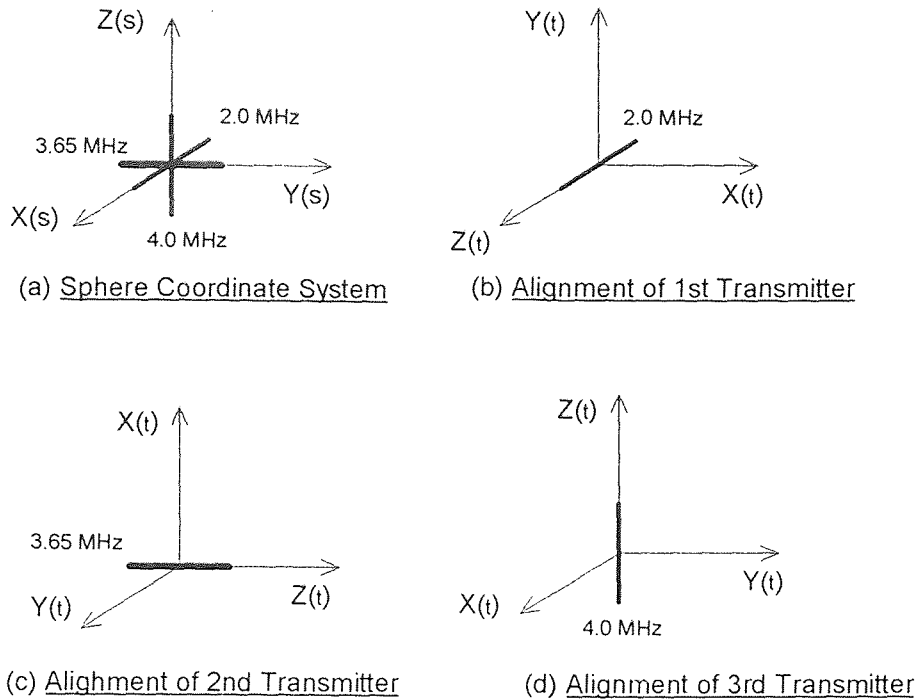 Z(s)
2.0 MHz
3.65 MHz
Y(s)
X(s)
4.0 MHz
(a) Sphere Coordinate System
Y(t)
2.0 MHz
X(t)
Z(t)
(b) Alignment of 1st Transmitter
X(t)
3.65 MHz
Z(t)
Y(t)
(c) Alighment of 2nd Transmitter
Z(t)
Y(t)
X(t)
4.0 MHz
(d) Alignment of 3rd Transmitter